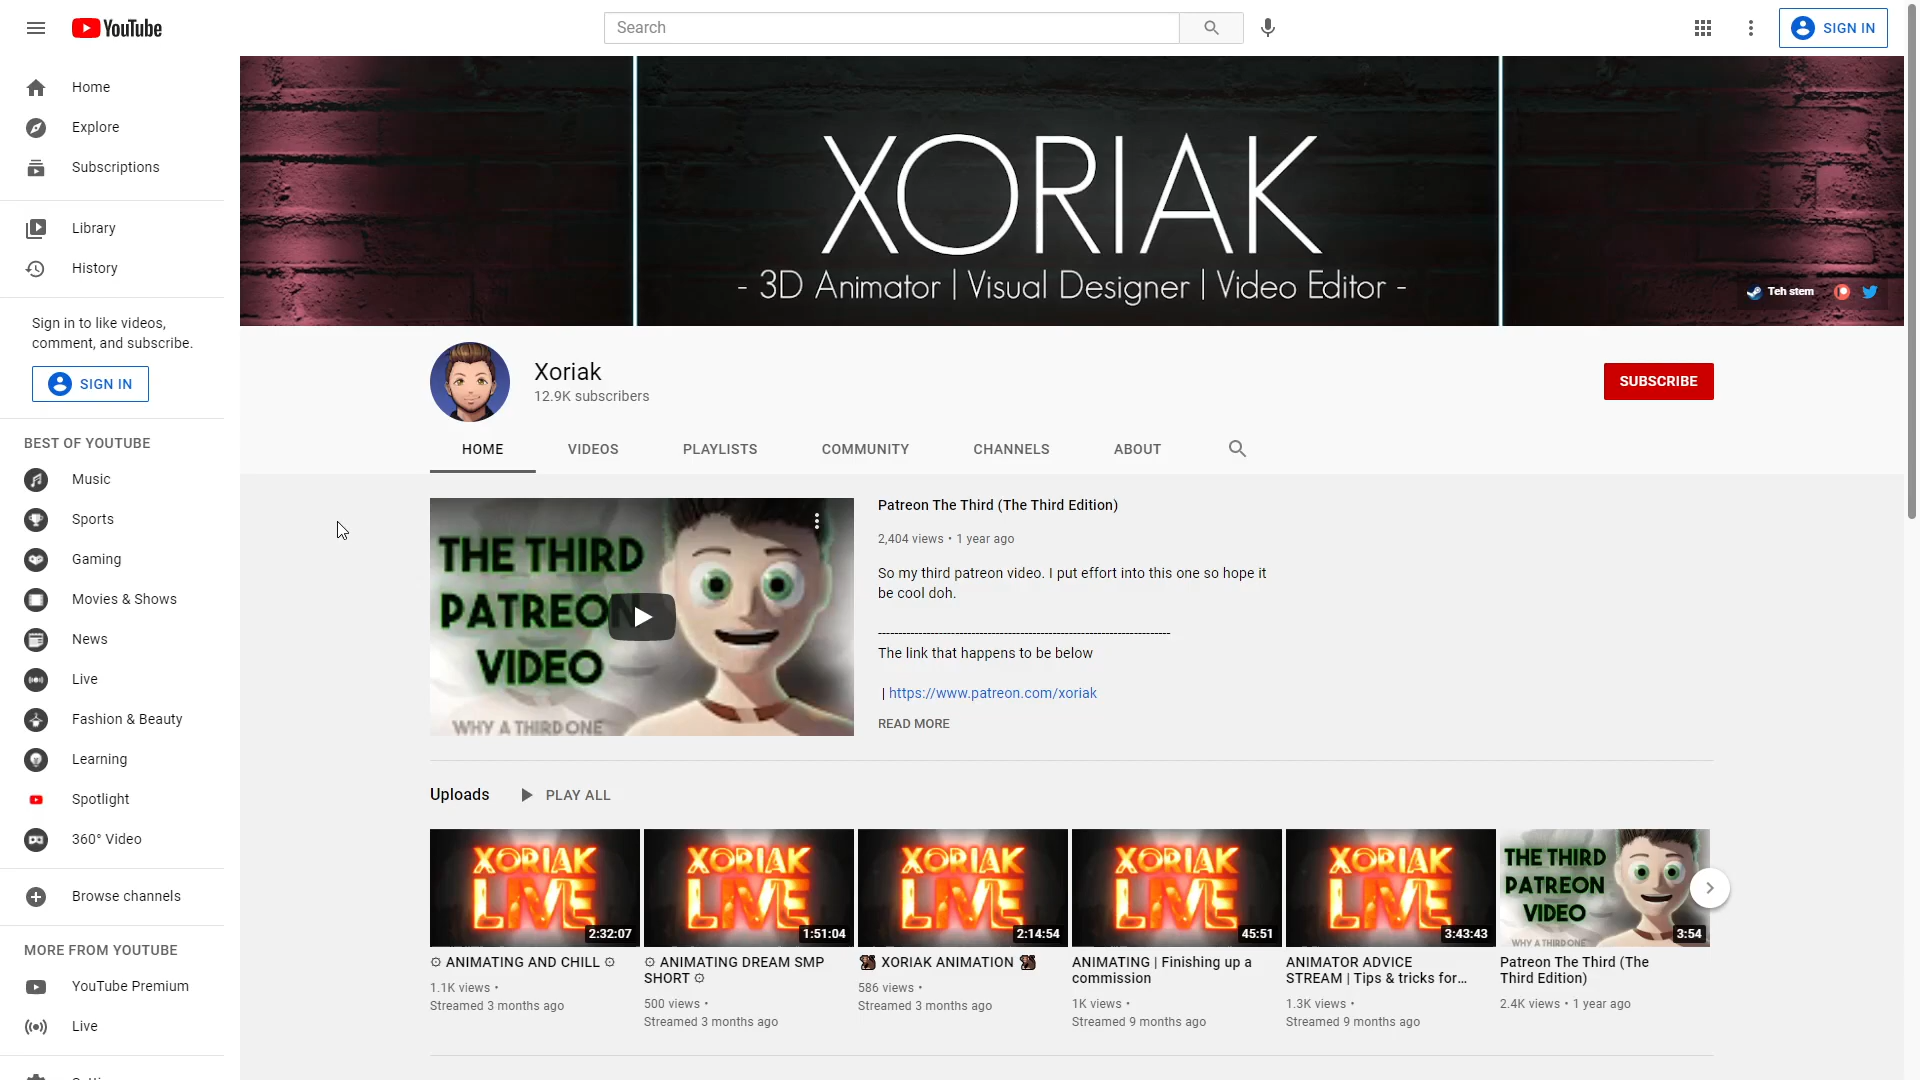 YouTube
Search
SIGN IN
Home
Explore
Subscriptions
Library
History
Sign in to like videos,
comment, and subscribe.
SIGN IN
BEST OF YOUTUBE
Music
Sports
Gaming
Movies & Shows
News
Live
Fashion & Beauty
Learning
Spotlight
360° Video
Browse channels
MORE FROM YOUTUBE
YouTube Premium
Live
XORIAK
- 3D Animator | Visual Designer | Video Editor -
Teh stem
Xoriak
12.9K subscribers
SUBSCRIBE
HOME
VIDEOS
PLAYLISTS
COMMUNITY
CHANNELS
ABOUT
THE THIRD
PATREON
VIDEO
WHY A THIRD ONE
Patreon The Third (The Third Edition)
2,404 views • 1 year ago
So my third patreon video. I put effort into this one so hope it
be cool doh.
-------------------------------------------------------------------------
The link that happens to be below
| https://www.patreon.com/xoriak
READ MORE
Uploads
PLAY ALL
XORIAK
LIVE
2:32:07
⚙ ANIMATING AND CHILL ⚙
1.1K views •
Streamed 3 months ago
XORIAK
LIVE
1:51:04
⚙ ANIMATING DREAM SMP
SHORT ⚙
500 views •
Streamed 3 months ago
XORIAK
LIVE
2:14:54
XORIAK ANIMATION
586 views •
Streamed 3 months ago
XORIAK
LIVE
45:51
ANIMATING | Finishing up a
commission
1K views •
Streamed 9 months ago
XORIAK
LIVE
3:43:43
ANIMATOR ADVICE
STREAM | Tips & tricks for...
1.3K views •
Streamed 9 months ago
THE THIRD
PATREON
VIDEO
WHY A THIRD ONE
3:54
Patreon The Third (The
Third Edition)
2.4K views • 1 year ago